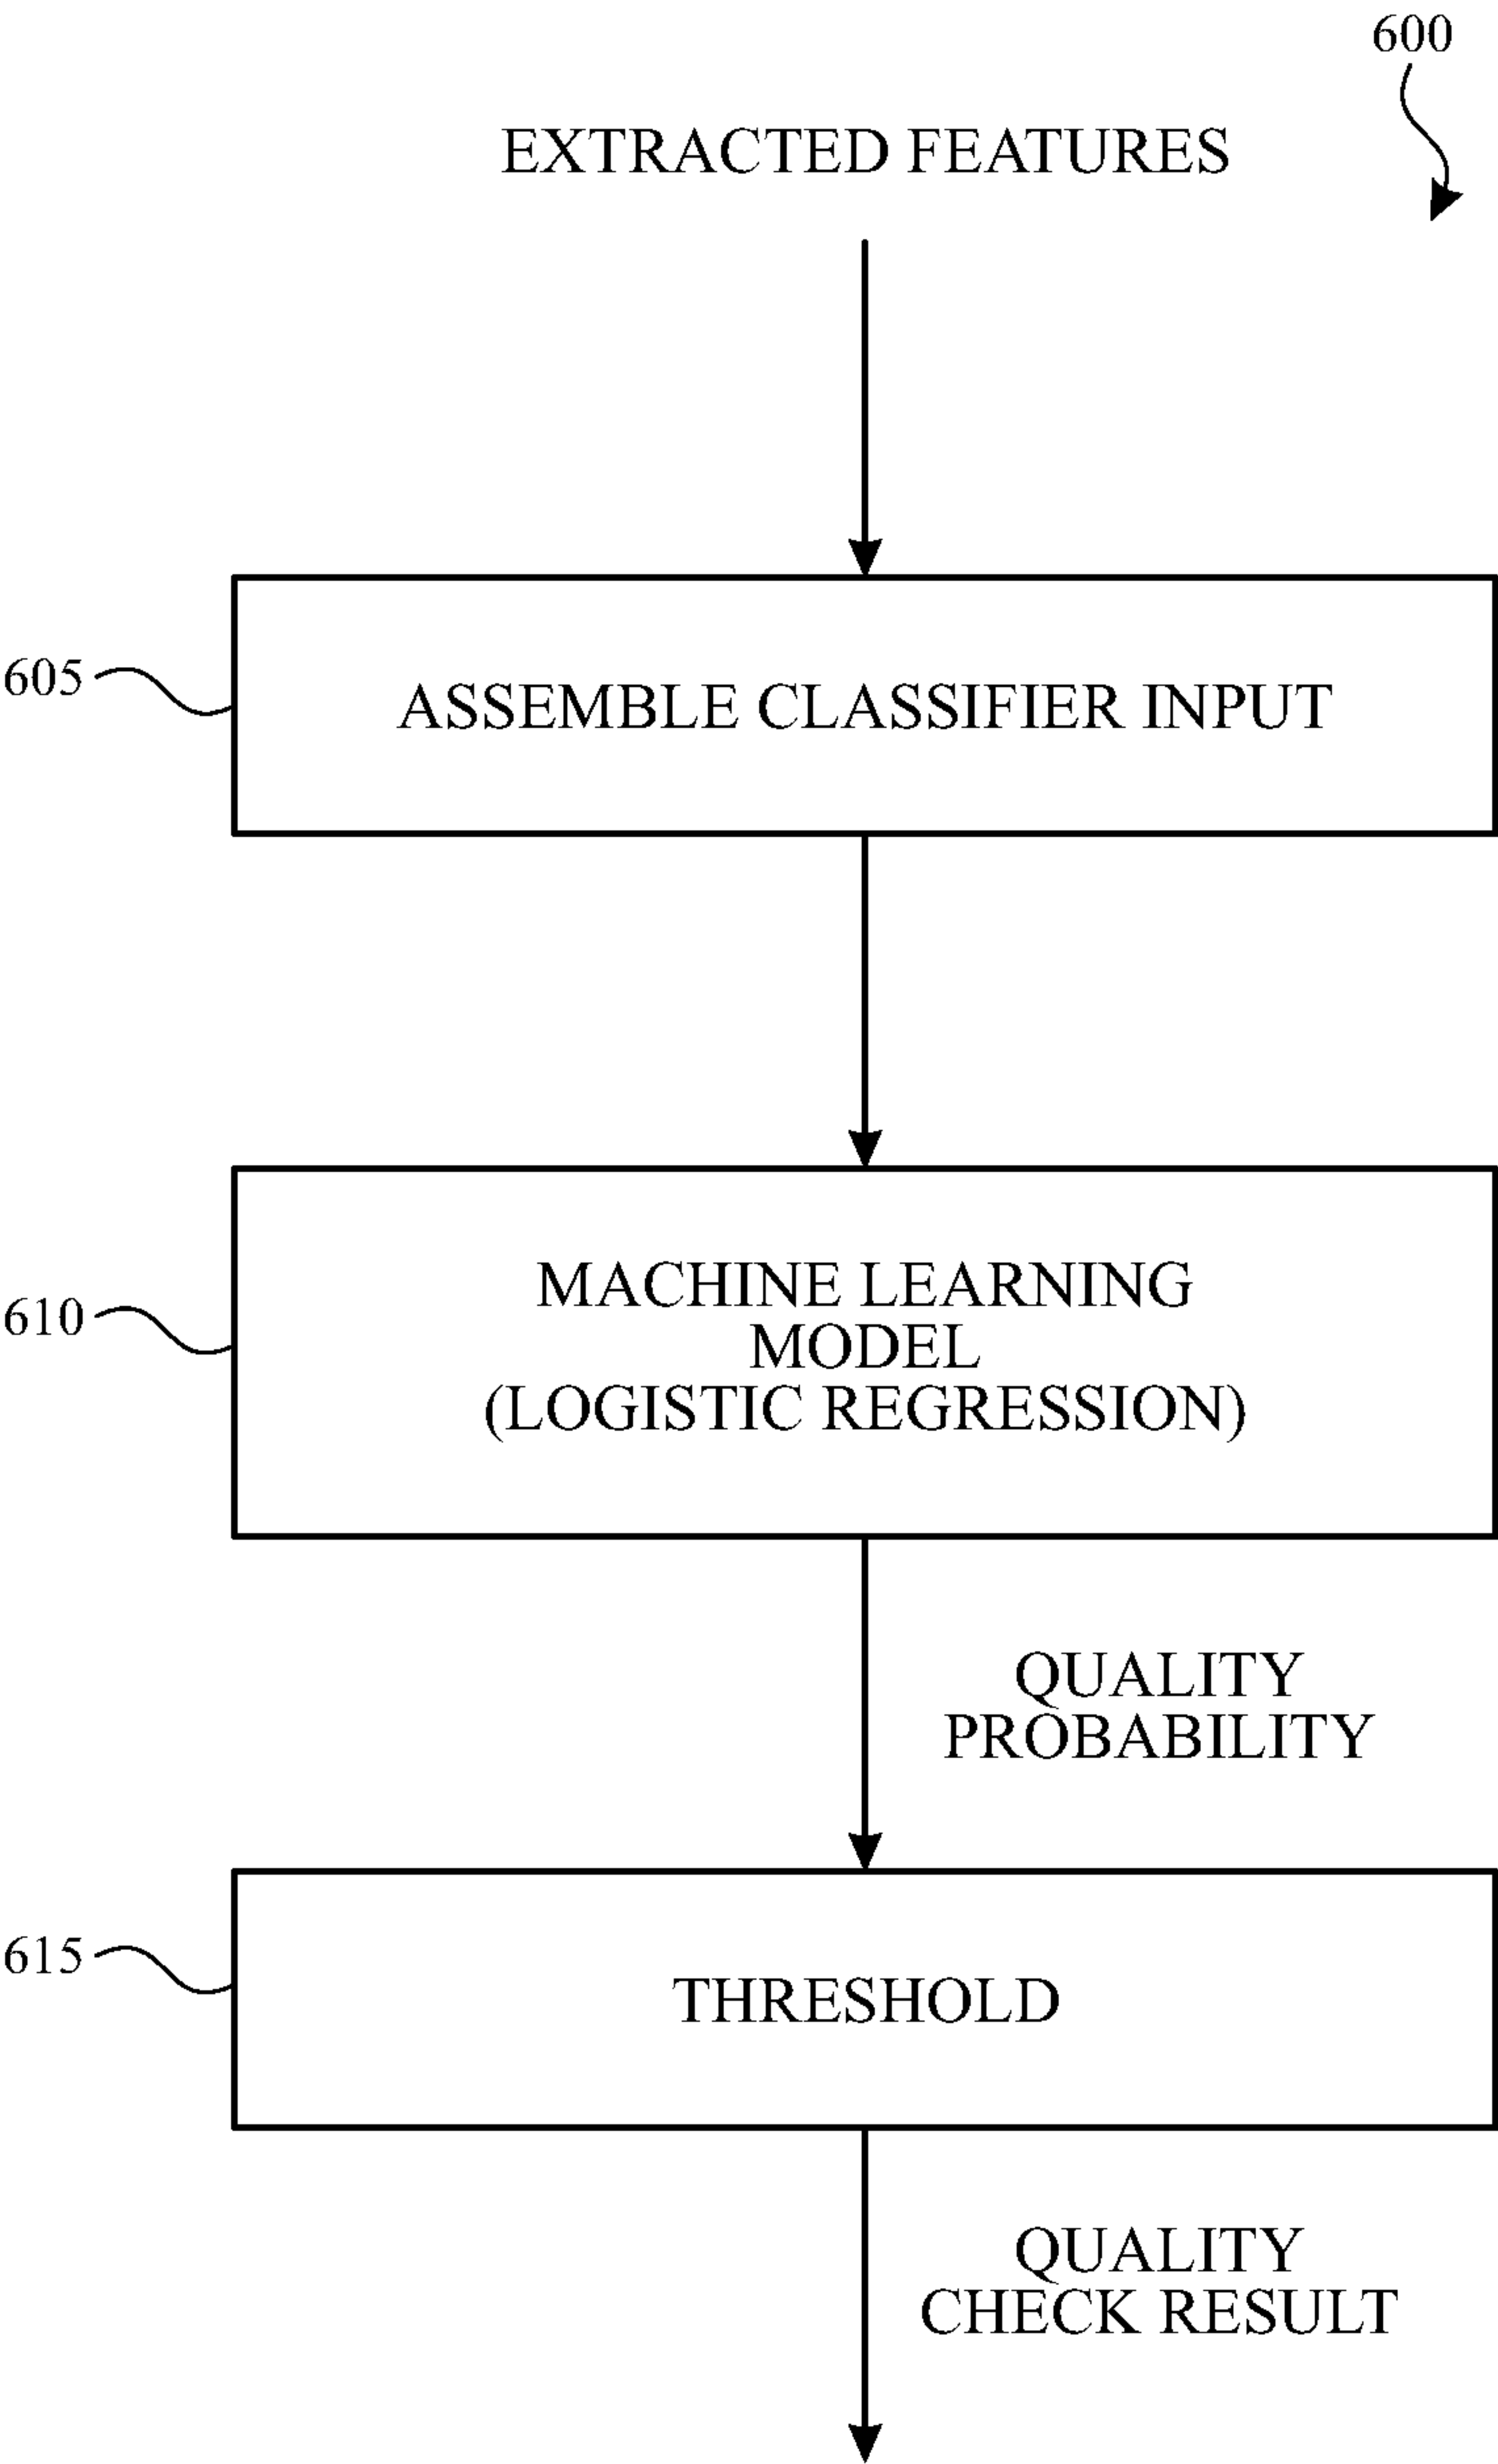 600
EXTRACTED FEATURES
605
ASSEMBLE CLASSIFIER INPUT
610
MACHINE LEARNING
MODEL
(LOGISTIC REGRESSION)
QUALITY
PROBABILITY
615
THRESHOLD
QUALITY
CHECK RESULT